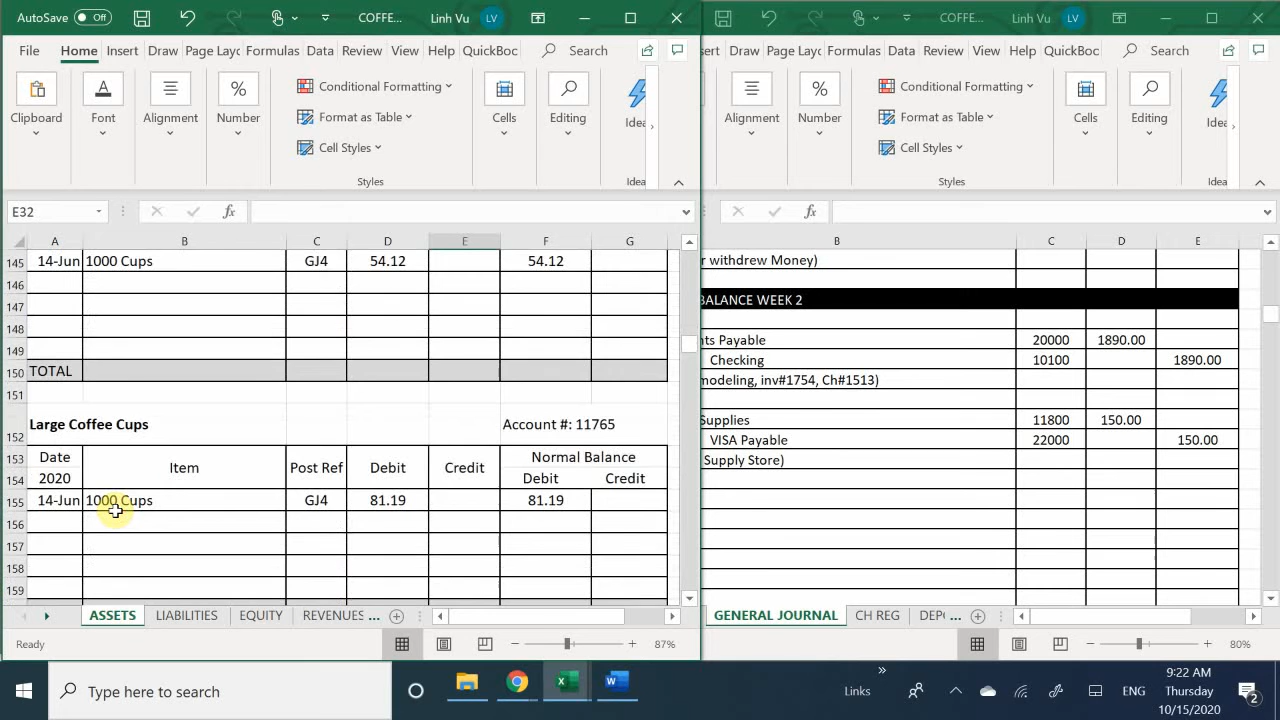 AutoSave Off COFFE... Linh Vu LV
File Home Insert Draw Page Layc Formulas Data Review View Help QuickBoc Search
Clipboard Font Alignment % Number Conditional Formatting Format as Table Cell Styles Cells Editing Idea
Styles Idea
E32 fx
A B C D E F G
145 14-Jun 1000 Cups GJ4 54.12 54.12
146
147
148
149
150 TOTAL
151
152 Large Coffee Cups Account #: 11765
153 Date Item Post Ref Debit Credit Normal Balance
154 2020 Debit Credit
155 14-Jun 1000 Cups GJ4 81.19 81.19
156
157
158
159
ASSETS LIABILITIES EQUITY REVENUES ...
Ready 87%
COFFE... Linh Vu LV
sert Draw Page Layc Formulas Data Review View Help QuickBoc Search
Alignment % Number Conditional Formatting Format as Table Cell Styles Cells Editing Idea
Styles Idea
fx
B C D E
r withdrew Money)
BALANCE WEEK 2
nts Payable 20000 1890.00
Checking 10100 1890.00
modeling, inv#1754, Ch#1513)
Supplies 11800 150.00
VISA Payable 22000 150.00
Supply Store)
GENERAL JOURNAL CH REG DEP( ...
80%
Type here to search Links ENG 9:22 AM
Thursday
10/15/2020
2